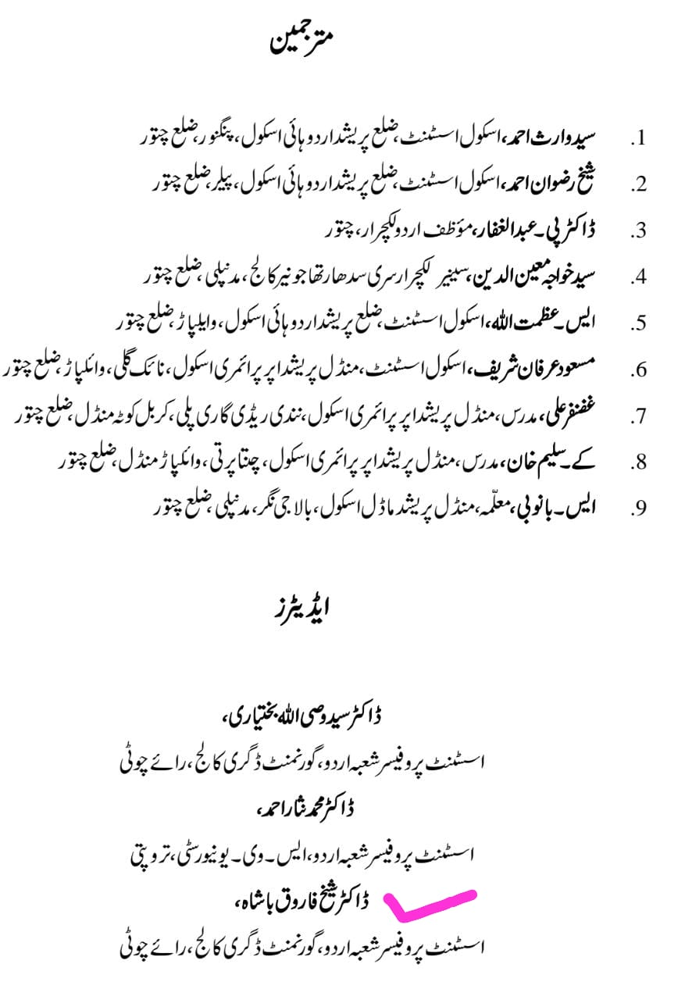 مترجمین
1. سید وارث احمد، اسکول اسسٹنٹ، ضلع پریشد اردو ہائی اسکول، پنگنور، ضلع چتور
2. شیخ رضوان احمد، اسکول اسسٹنٹ، ضلع پریشد اردو ہائی اسکول، پیلر، ضلع چتور
3. ڈاکٹر پی۔ عبدالغفار، مؤظف اردو لکچرار، چتور
4. سید خواجہ معین الدین، سینیر لکچرار سری سدھارتھا جونیر کالج، مدنپلی، ضلع چتور
5. ایس۔ عظمت اللہ، اسکول اسسٹنٹ، ضلع پریشد اردو ہائی اسکول، وایلپاڑ، ضلع چتور
6. مسعود عرفان شریف، اسکول اسسٹنٹ، منڈل پریشد اپر پرائمری اسکول، نائک گلی، وائلپاڑ، ضلع چتور
7. غضنفر علی، مدرس، منڈل پریشد اپر پرائمری اسکول، نندی ریڈی گاری پلی، کربل کوٹہ منڈل، ضلع چتور
8. کے۔ سلیم خان، مدرس، منڈل پریشد اپر پرائمری اسکول، چنتا پرتی، وائلپاڑ منڈل، ضلع چتور
9. ایس۔ بانوبی، معلّمہ، منڈل پریشد ماڈل اسکول، بالاجی نگر، مدنپلی، ضلع چتور
ایڈیٹرز
ڈاکٹر سید وصی اللہ بختیاری،
اسسٹنٹ پروفیسر شعبہ اردو، گورنمنٹ ڈگری کالج، رائے چوٹی
ڈاکٹر محمد نثار احمد،
اسسٹنٹ پروفیسر شعبہ اردو، ایس۔ وی۔ یونیورسٹی، تروپتی
ڈاکٹر شیخ فاروق باشاہ،
اسسٹنٹ پروفیسر شعبہ اردو، گورنمنٹ ڈگری کالج، رائے چوٹی